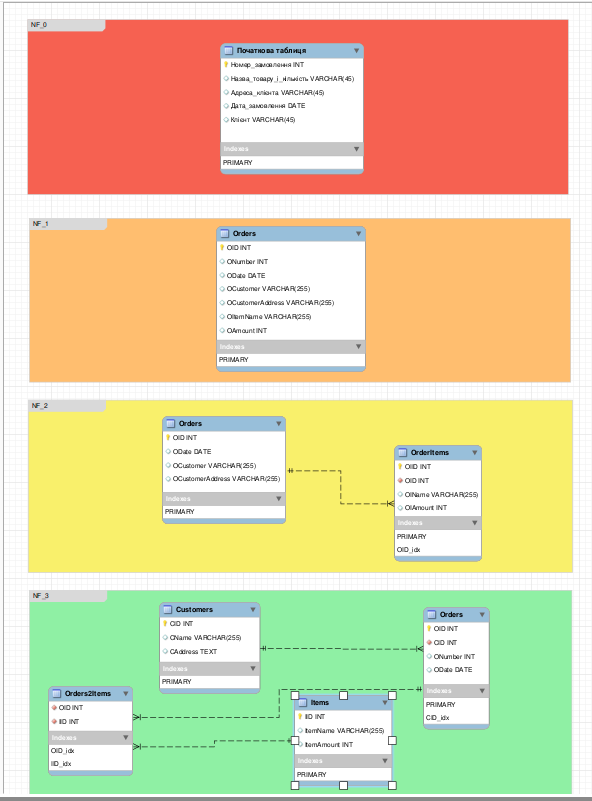 NF_0
Початкова таблиця
Номер_замовлення INT
Назва_товару_і_кількість VARCHAR(45)
Адреса_клієнта VARCHAR(45)
Дата_замовлення DATE
Клієнт VARCHAR(45)
Indexes
PRIMARY
NF_1
Orders
OID INT
ONumber INT
ODate DATE
OCustomer VARCHAR(255)
OCustomerAddress VARCHAR(255)
OItemName VARCHAR(255)
OAmount INT
Indexes
PRIMARY
NF_2
Orders
OID INT
ODate DATE
OCustomer VARCHAR(255)
OCustomerAddress VARCHAR(255)
Indexes
PRIMARY
OrderItems
OIID INT
OID INT
OIName VARCHAR(255)
OIAmount INT
Indexes
PRIMARY
OID_idx
NF_3
Customers
CID INT
CName VARCHAR(255)
CAddress TEXT
Indexes
PRIMARY
Orders
OID INT
CID INT
ONumber INT
ODate DATE
Indexes
PRIMARY
CID_idx
Orders2Items
OID INT
IID INT
Indexes
OID_idx
IID_idx
Items
IID INT
ItemName VARCHAR(255)
ItemAmount INT
Indexes
PRIMARY